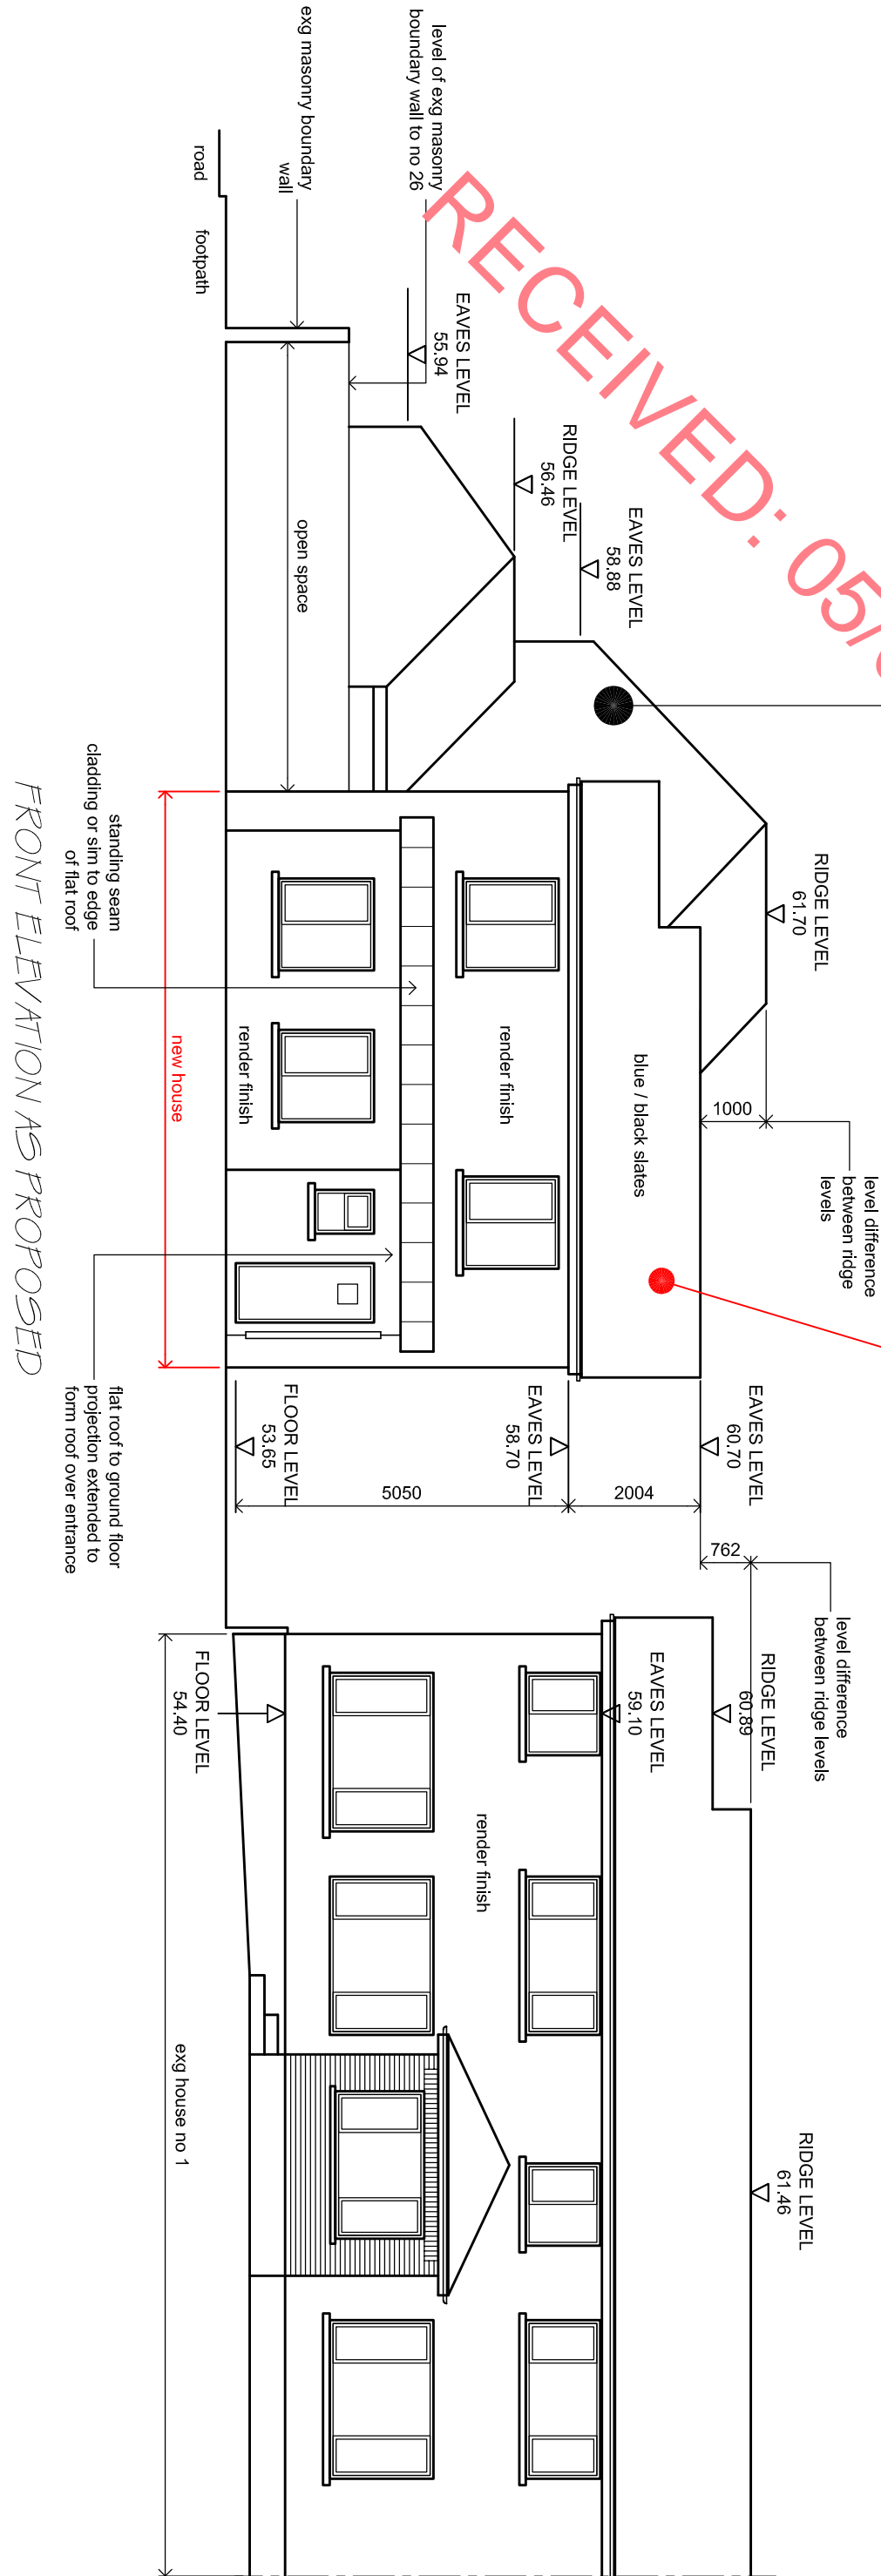 RECEIVED: 05/0
level of exg masonry
boundary wall to no 26
exg masonry boundary
wall
road
footpath
EAVES LEVEL
55.94
RIDGE LEVEL
56.46
EAVES LEVEL
58.88
RIDGE LEVEL
61.70
level difference
between ridge
levels
1000
open space
blue / black slates
render finish
render finish
standing seam
cladding or sim to edge
of flat roof
new house
flat roof to ground floor
projection extended to
form roof over entrance
EAVES LEVEL
60.70
EAVES LEVEL
58.70
FLOOR LEVEL
53.65
5050
2004
762
level difference
between ridge levels
RIDGE LEVEL
60.89
EAVES LEVEL
59.10
FLOOR LEVEL
54.40
render finish
RIDGE LEVEL
61.46
exg house no 1
FRONT ELEVATION AS PROPOSED